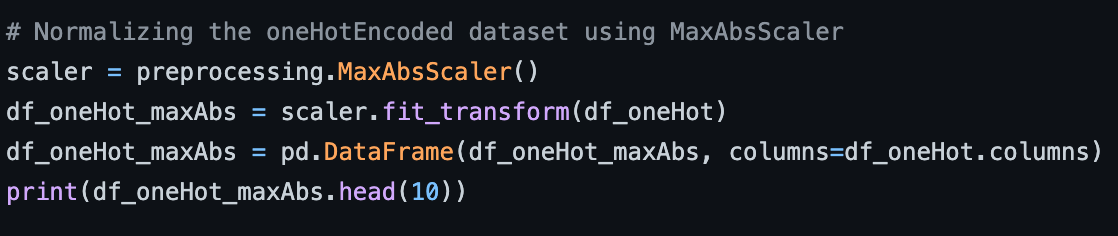 # Normalizing the oneHotEncoded dataset using MaxAbsScaler
scaler = preprocessing.MaxAbsScaler()
df_oneHot_maxAbs = scaler.fit_transform(df_oneHot)
df_oneHot_maxAbs = pd.DataFrame(df_oneHot_maxAbs, columns=df_oneHot.columns)
print(df_oneHot_maxAbs.head(10))